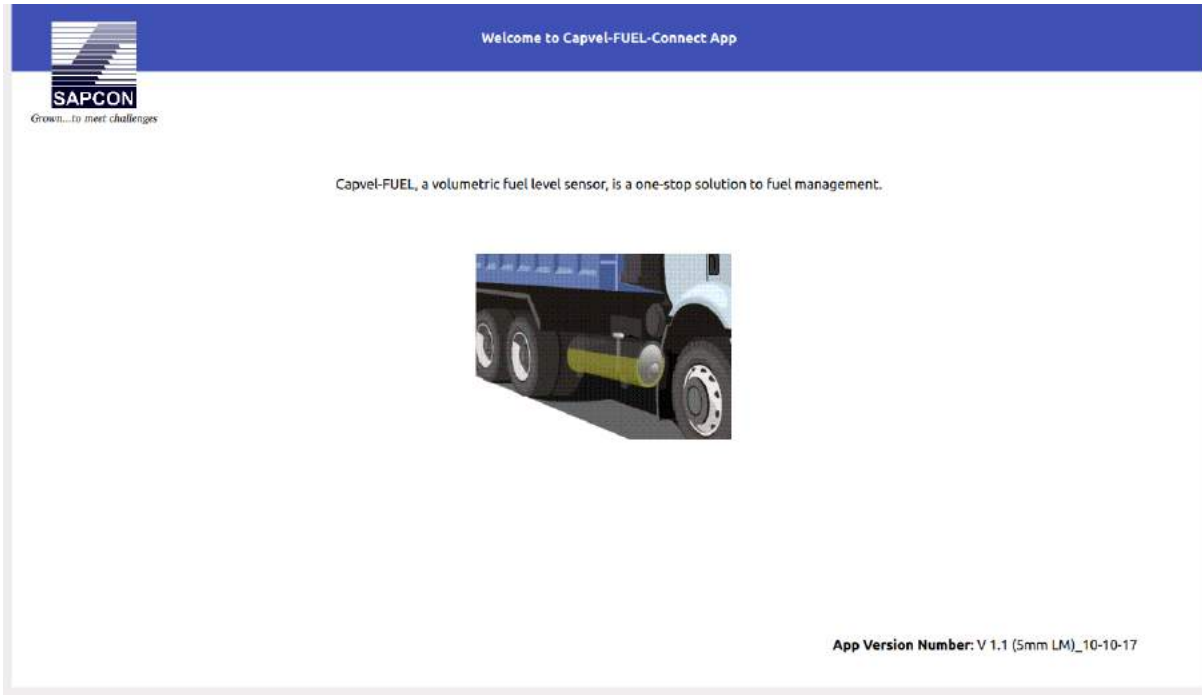 Welcome to Capvel-FUEL-Connect App
SAPCON
Grown...to meet challenges
Capvel-FUEL, a volumetric fuel level sensor, is a one-stop solution to fuel management.
App Version Number: V 1.1 (5mm LM)_10-10-17